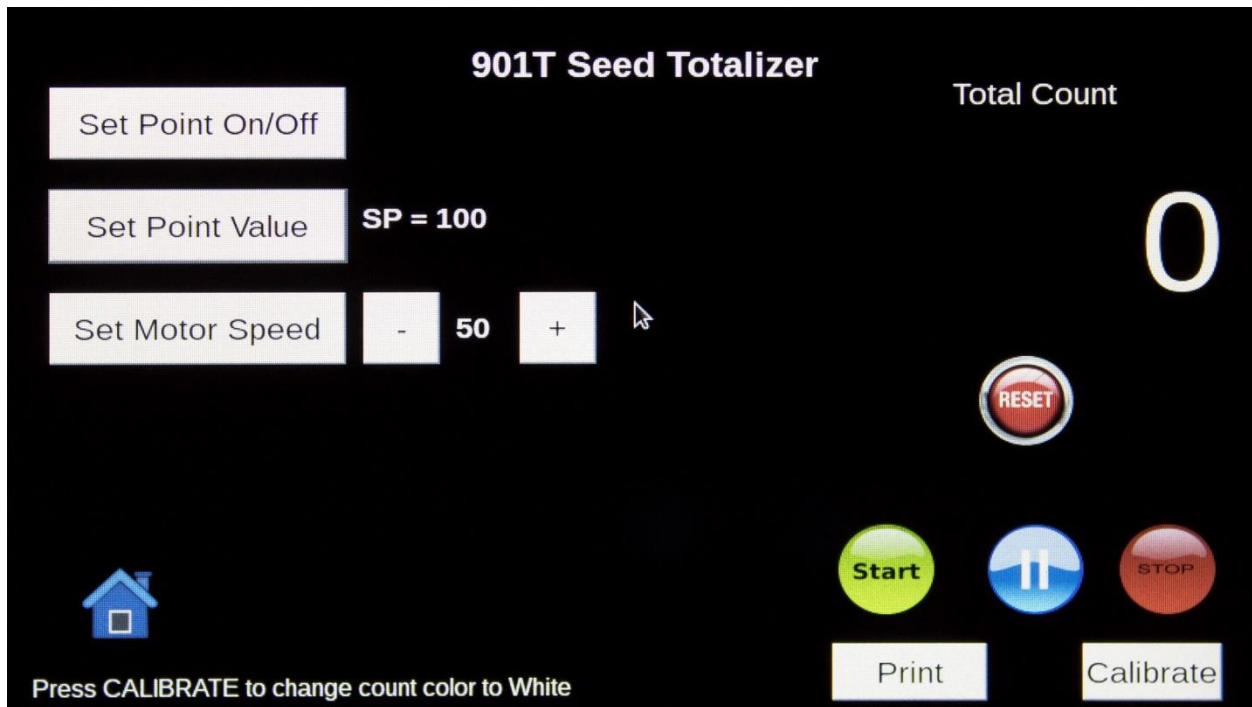 901T Seed Totalizer
Total Count
Set Point On/Off
Set Point Value
SP = 100
0
Set Motor Speed
-
50
+
RESET
Start
STOP
Print
Calibrate
Press CALIBRATE to change count color to White